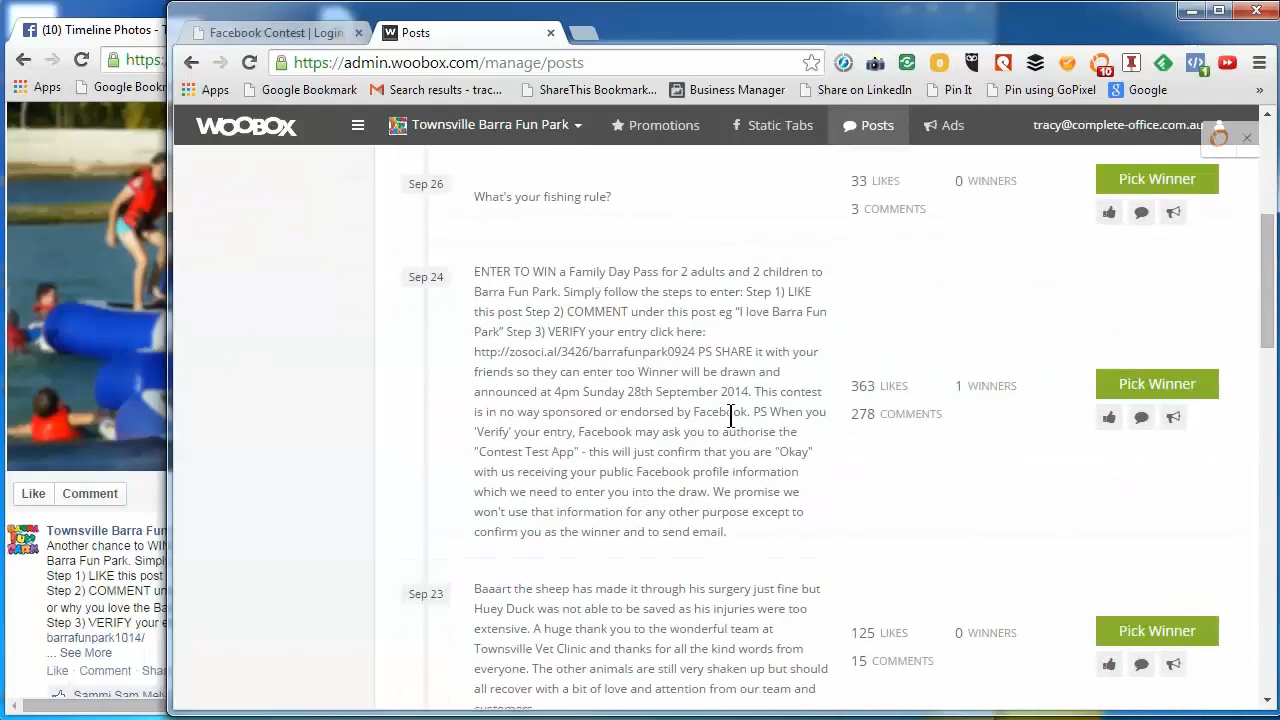 (10) Timeline Photos - T
Facebook Contest | Login
Posts
https:
https://admin.woobox.com/manage/posts
10
1
Apps
Google Bookm
Apps
Google Bookmark
Search results - trac...
ShareThis Bookmark...
Business Manager
Share on LinkedIn
Pin It
Pin using GoPixel
Google
»
WOOBOX
Townsville Barra Fun Park
Promotions
Static Tabs
Posts
Ads
tracy@complete-office.com.au
Sep 26
What's your fishing rule?
33 LIKES
0 WINNERS
3 COMMENTS
Pick Winner
Sep 24
ENTER TO WIN a Family Day Pass for 2 adults and 2 children to
Barra Fun Park. Simply follow the steps to enter: Step 1) LIKE
this post Step 2) COMMENT under this post eg “I love Barra Fun
Park” Step 3) VERIFY your entry click here:
http://zosoci.al/3426/barrafunpark0924 PS SHARE it with your
friends so they can enter too Winner will be drawn and
announced at 4pm Sunday 28th September 2014. This contest
is in no way sponsored or endorsed by Facebook. PS When you
'Verify' your entry, Facebook may ask you to authorise the
"Contest Test App" - this will just confirm that you are "Okay"
with us receiving your public Facebook profile information
which we need to enter you into the draw. We promise we
won't use that information for any other purpose except to
confirm you as the winner and to send email.
363 LIKES
1 WINNERS
278 COMMENTS
Pick Winner
Sep 23
Baaart the sheep has made it through his surgery just fine but
Huey Duck was not able to be saved as his injuries were too
extensive. A huge thank you to the wonderful team at
Townsville Vet Clinic and thanks for all the kind words from
everyone. The other animals are still very shaken up but should
all recover with a bit of love and attention from our team and
customers
125 LIKES
0 WINNERS
15 COMMENTS
Pick Winner
Like
Comment
Townsville Barra Fun
Another chance to WIN
Barra Fun Park. Simpl
Step 1) LIKE this post
Step 2) COMMENT un
or why you love the Ba
Step 3) VERIFY your e
barrafunpark1014/
... See More
Like · Comment · Shar
Sammi Sam Melv